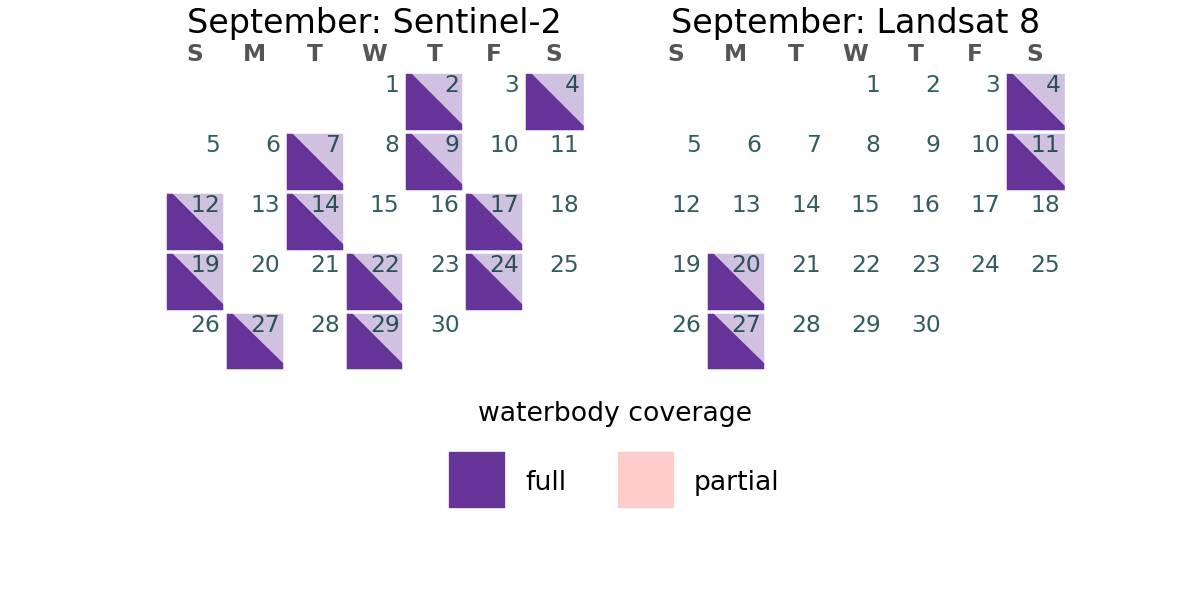 September: Sentinel-2
S M T W T F S
1 2 3 4
5 6 7 8 9 10 11
12 13 14 15 16 17 18
19 20 21 22 23 24 25
26 27 28 29 30
September: Landsat 8
S M T W T F S
1 2 3 4
5 6 7 8 9 10 11
12 13 14 15 16 17 18
19 20 21 22 23 24 25
26 27 28 29 30
waterbody coverage
full partial